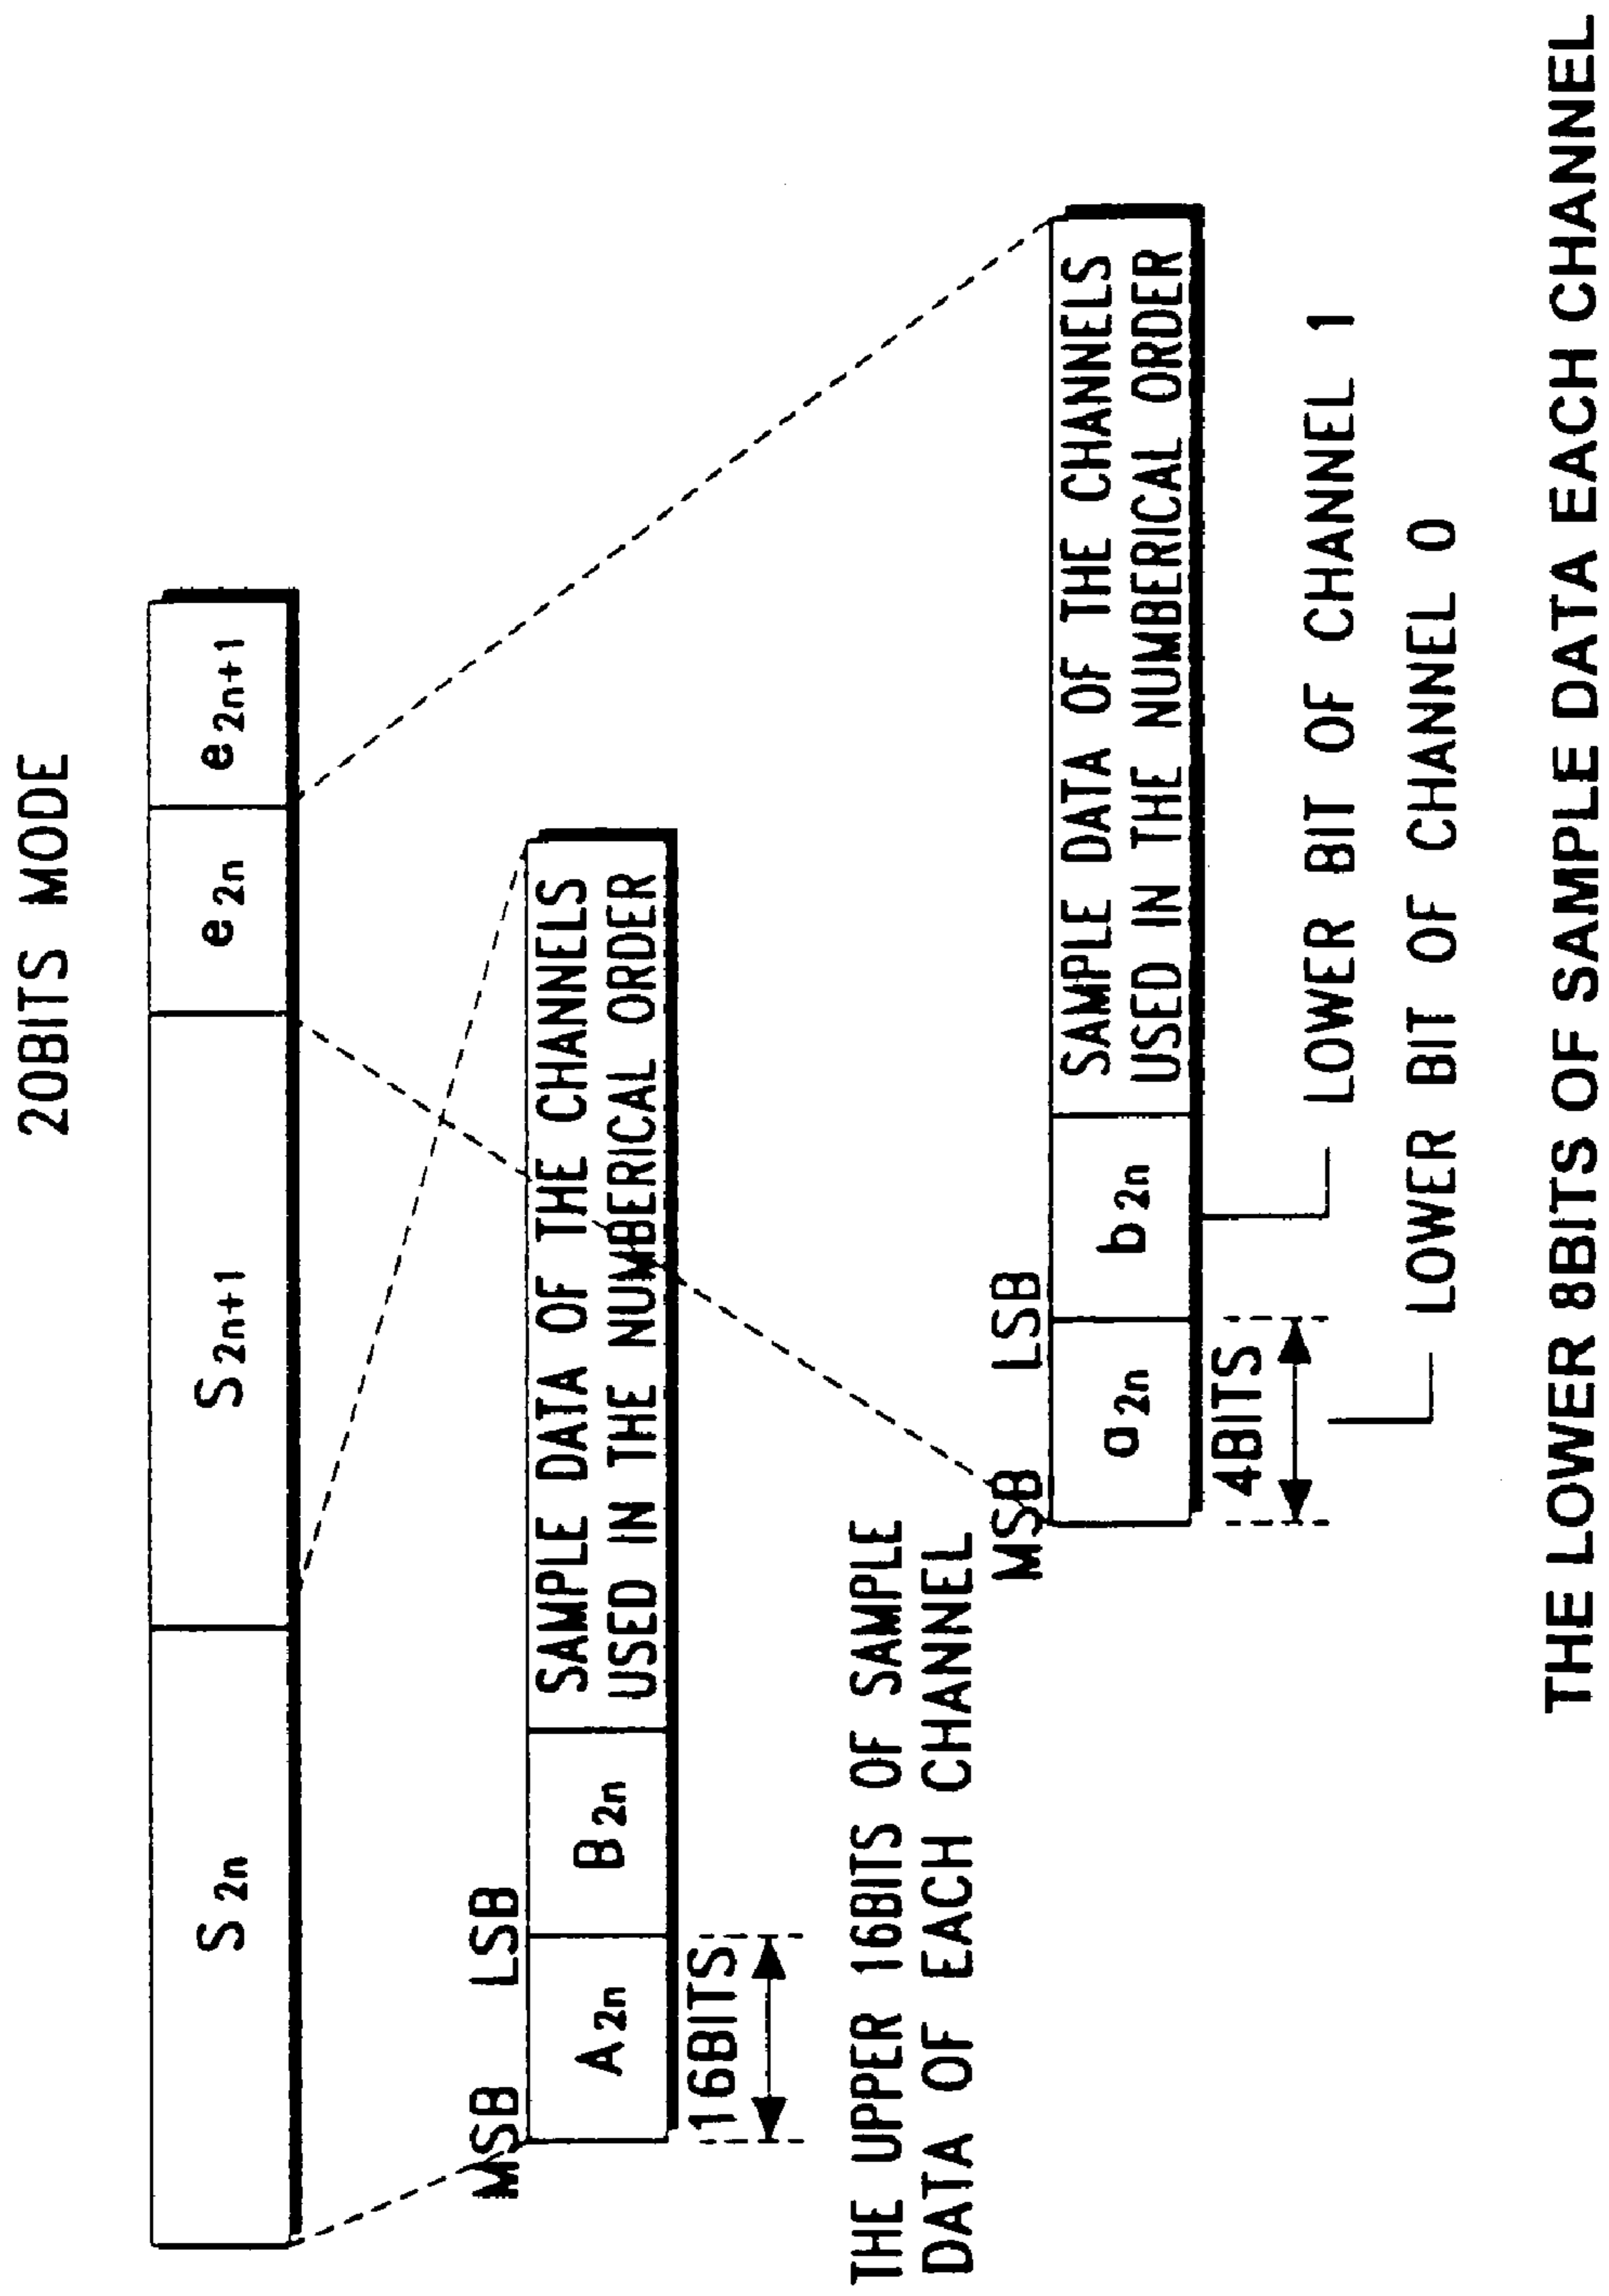 20BITS MODE
S2n
S2n+1
e2n
e2n+1
MSB
LSB
A2n
B2n
SAMPLE DATA OF THE CHANNELS
USED IN THE NUMBERICAL ORDER
16BITS
THE UPPER 16BITS OF SAMPLE
DATA OF EACH CHANNEL
MSB
LSB
a2n
b2n
SAMPLE DATA OF THE CHANNELS
USED IN THE NUMBERICAL ORDER
4BITS
LOWER BIT OF CHANNEL 1
LOWER BIT OF CHANNEL 0
THE LOWER 8BITS OF SAMPLE DATA EACH CHANNEL